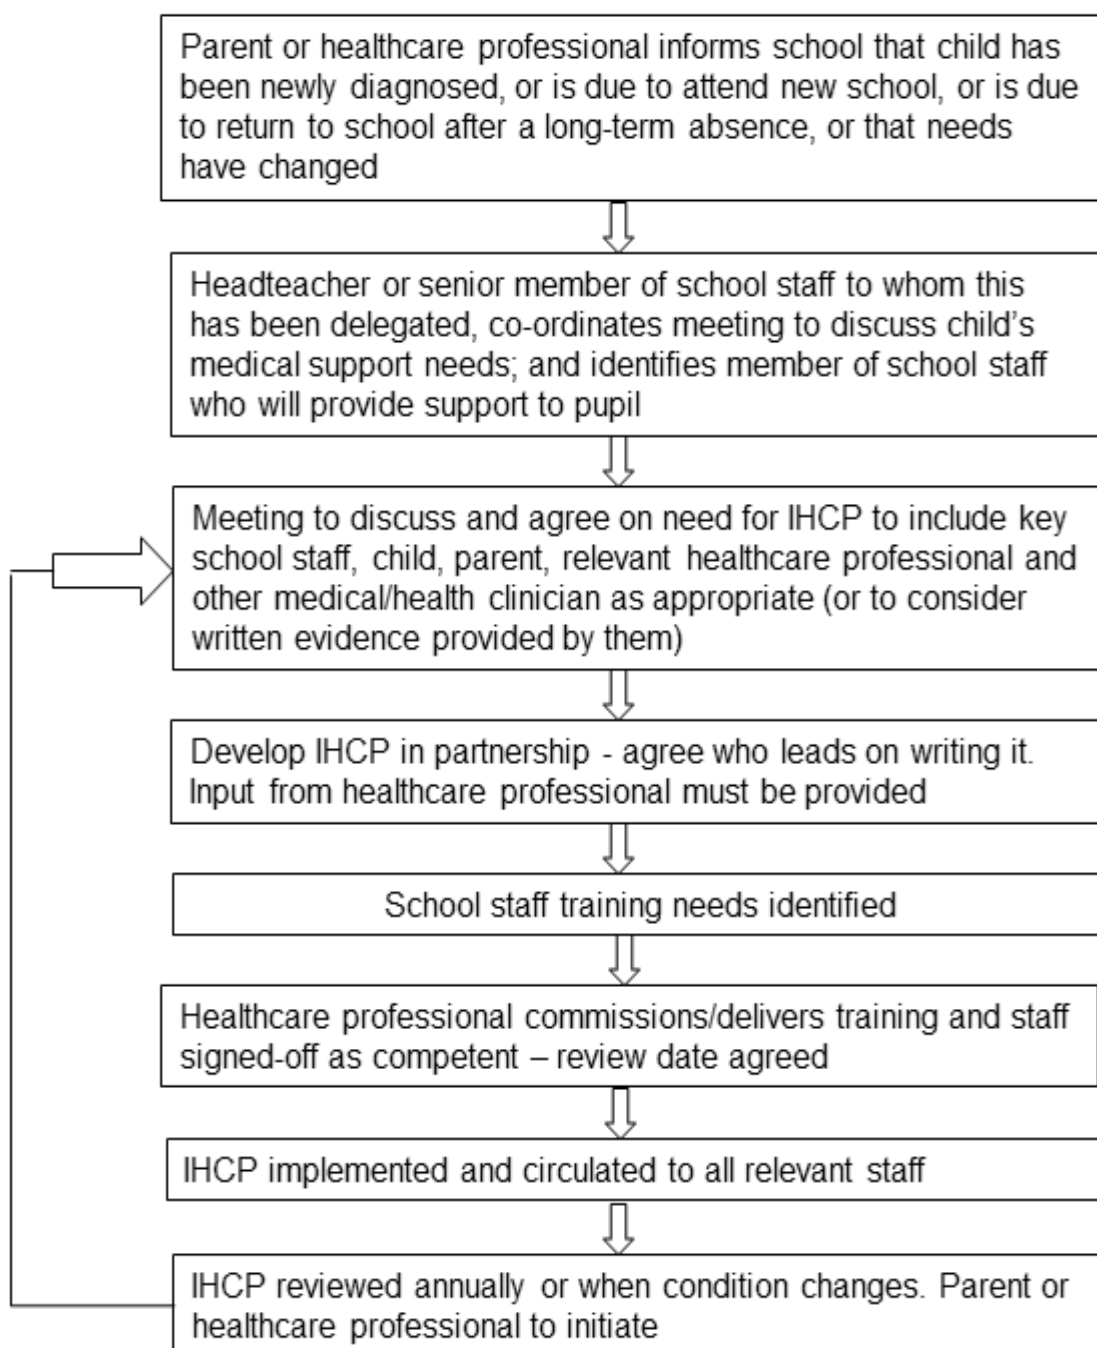 Parent or healthcare professional informs school that child has
been newly diagnosed, or is due to attend new school, or is due
to return to school after a long-term absence, or that needs
have changed
Headteacher or senior member of school staff to whom this
has been delegated, co-ordinates meeting to discuss child's
medical support needs; and identifies member of school staff
who will provide support to pupil
Meeting to discuss and agree on need for IHCP to include key
school staff, child, parent, relevant healthcare professional and
other medical/health clinician as appropriate (or to consider
written evidence provided by them)
Develop IHCP in partnership - agree who leads on writing it.
Input from healthcare professional must be provided
School staff training needs identified
Healthcare professional commissions/delivers training and staff
signed-off as competent – review date agreed
IHCP implemented and circulated to all relevant staff
IHCP reviewed annually or when condition changes. Parent or
healthcare professional to initiate